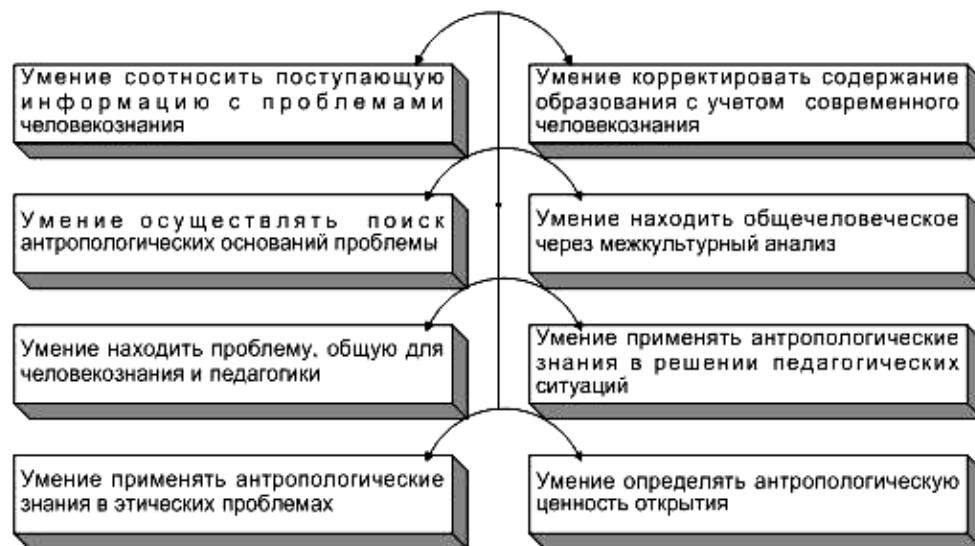 Умение соотносить поступающую
информацию с проблемами
человекознания
Умение корректировать содержание
образования с учетом современного
человекознания
Умение осуществлять поиск
антропологических оснований проблемы
Умение находить общечеловеческое
через межкультурный анализ
Умение находить проблему, общую для
человекознания и педагогики
Умение применять антропологические
знания в решении педагогических
ситуаций
Умение применять антропологические
знания в этических проблемах
Умение определять антропологическую
ценность открытия